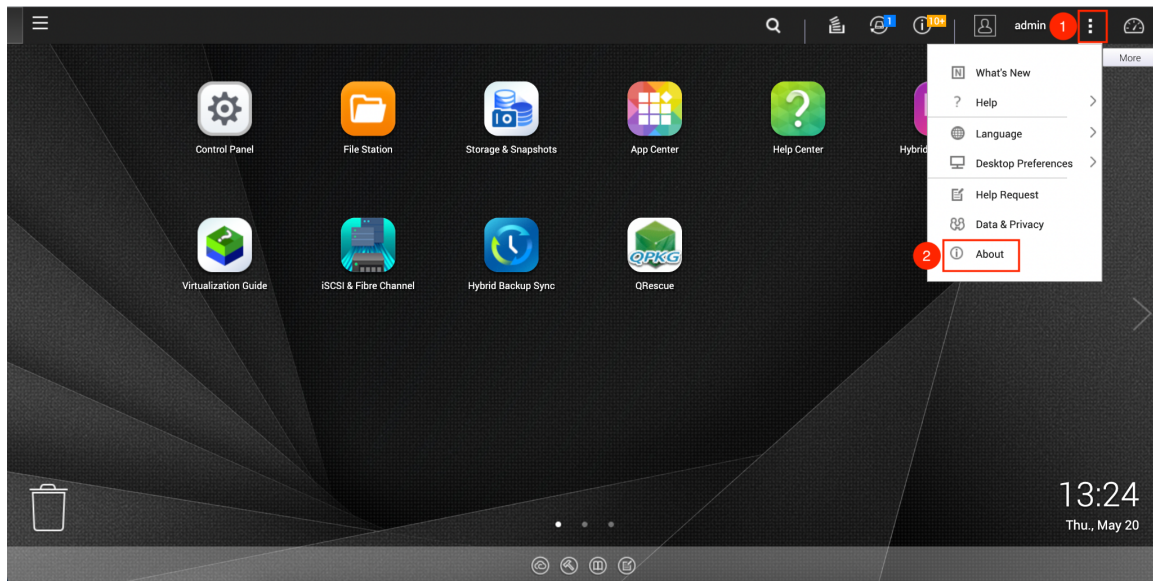 1
10+
admin
1
More
N
What's New
?
Help
Language
Desktop Preferences
Help Request
Data & Privacy
2
About
Control Panel
File Station
Storage & Snapshots
App Center
?
Help Center
Hybrid
?
Virtualization Guide
iSCSI & Fibre Channel
Hybrid Backup Sync
QPKG
QRescue
13:24
Thu., May 20